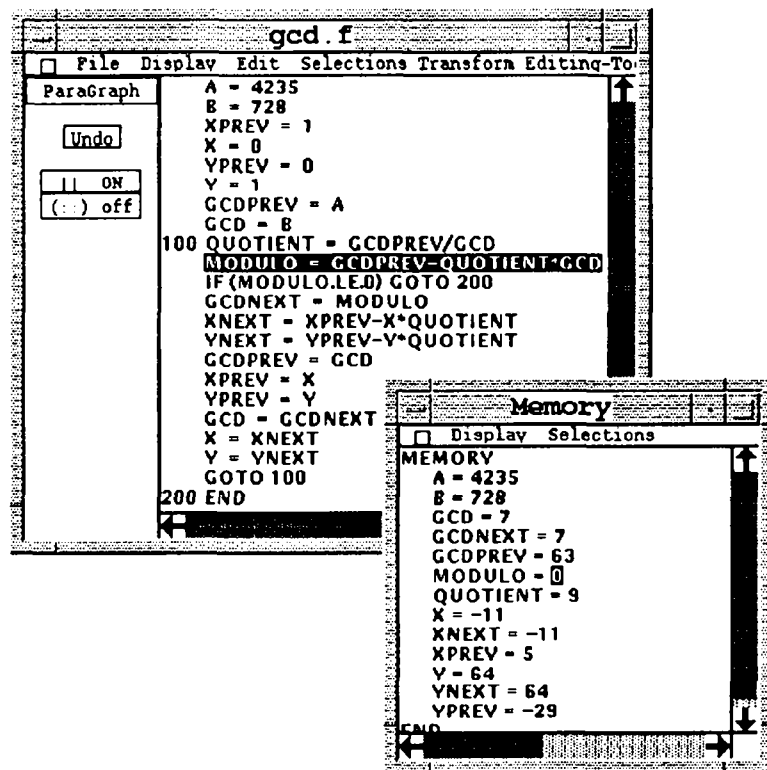 gcd.f
File Display Edit Selections Transform Editing-To
ParaGraph
Undo
ON
(::) off
A = 4235
B = 728
XPREV = 1
X = 0
YPREV = 0
Y = 1
GCDPREV = A
GCD = B
100 QUOTIENT = GCDPREV/GCD
MODULO = GCDPREV-QUOTIENT*GCD
IF (MODULO.LE.0) GOTO 200
GCDNEXT = MODULO
XNEXT = XPREV-X*QUOTIENT
YNEXT = YPREV-Y*QUOTIENT
GCDPREV = GCD
XPREV = X
YPREV = Y
GCD = GCDNEXT
X = XNEXT
Y = YNEXT
GOTO 100
200 END
Memory
Display Selections
MEMORY
A = 4235
B = 728
GCD = 7
GCDNEXT = 7
GCDPREV = 63
MODULO = 0
QUOTIENT = 9
X = -11
XNEXT = -11
XPREV = 5
Y = 64
YNEXT = 64
YPREV = -29
END